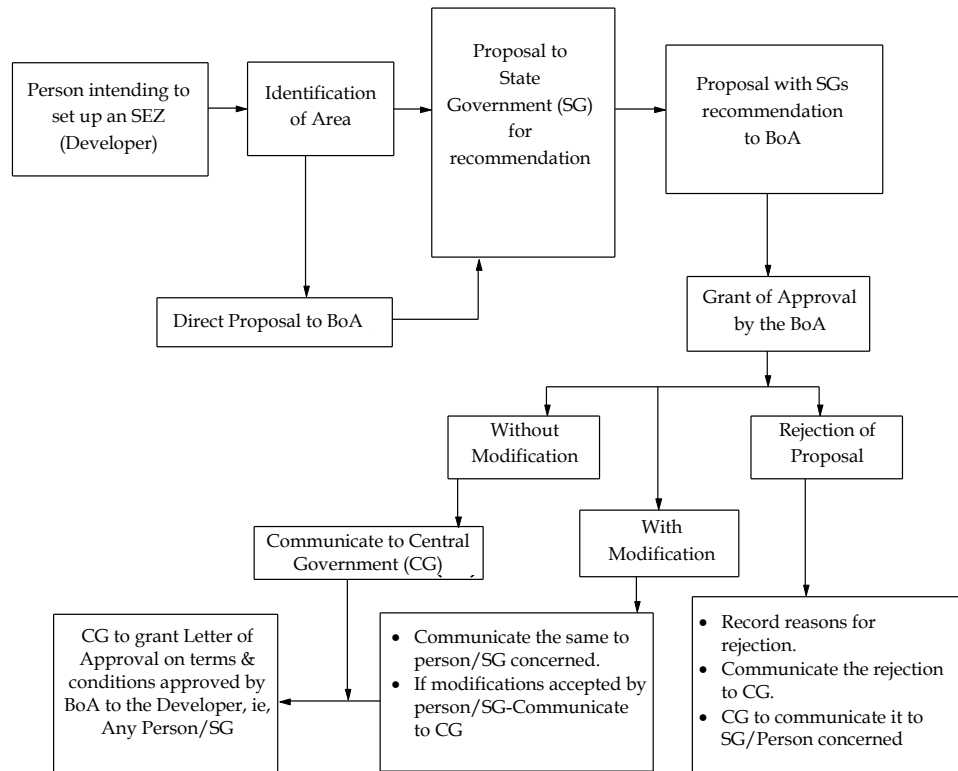 Person intending to
set up an SEZ
(Developer)
Identification
of Area
Proposal to
State
Government (SG)
for
recommendation
Proposal with SGs
recommendation
to BoA
Direct Proposal to BoA
Grant of Approval
by the BoA
Without
Modification
Rejection of
Proposal
With
Modification
Communicate to Central
Government (CG)
CG to grant Letter of
Approval on terms &
conditions approved by
BoA to the Developer, ie,
Any Person/SG
• Communicate the same to
person/SG concerned.
• If modifications accepted by
person/SG-Communicate
to CG
• Record reasons for
rejection.
• Communicate the rejection
to CG.
• CG to communicate it to
SG/Person concerned